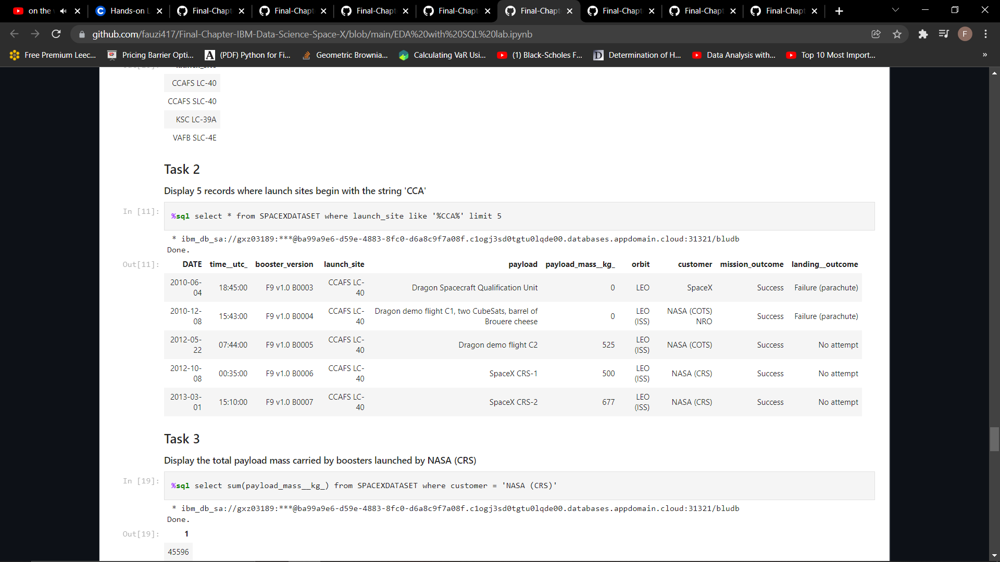 on the
Hands-on L
Final-Chapt
Final-Chapt
Final-Chapt
Final-Chapt
Final-Chapt
Final-Chapt
Final-Chapt
Final-Chapt
github.com/fauzi417/Final-Chapter-IBM-Data-Science-Space-X/blob/main/EDA%20with%20SQL%20lab.ipynb
F
Free Premium Leec...
Pricing Barrier Opti...
(PDF) Python for Fi...
Geometric Brownia...
Calculating VaR Usi...
(1) Black-Scholes F...
Determination of H...
Data Analysis with...
Top 10 Most Import...
»
CCAFS LC-40
CCAFS SLC-40
KSC LC-39A
VAFB SLC-4E
Task 2
Display 5 records where launch sites begin with the string 'CCA'
In [11]: %sql select * from SPACEXDATASET where launch_site like '%CCA%' limit 5
* ibm_db_sa://gxz03189:***@ba99a9e6-d59e-4883-8fc0-d6a8c9f7a08f.c1ogj3sd0tgtu0lqde00.databases.appdomain.cloud:31321/bludb
Done.
Out[11]: DATE time__utc_ booster_version launch_site payload payload_mass__kg_ orbit customer mission_outcome landing__outcome
2010-06-04 18:45:00 F9 v1.0 B0003 CCAFS LC-40 Dragon Spacecraft Qualification Unit 0 LEO SpaceX Success Failure (parachute)
2010-12-08 15:43:00 F9 v1.0 B0004 CCAFS LC-40 Dragon demo flight C1, two CubeSats, barrel of Brouere cheese 0 LEO (ISS) NASA (COTS) NRO Success Failure (parachute)
2012-05-22 07:44:00 F9 v1.0 B0005 CCAFS LC-40 Dragon demo flight C2 525 LEO (ISS) NASA (COTS) Success No attempt
2012-10-08 00:35:00 F9 v1.0 B0006 CCAFS LC-40 SpaceX CRS-1 500 LEO (ISS) NASA (CRS) Success No attempt
2013-03-01 15:10:00 F9 v1.0 B0007 CCAFS LC-40 SpaceX CRS-2 677 LEO (ISS) NASA (CRS) Success No attempt
Task 3
Display the total payload mass carried by boosters launched by NASA (CRS)
In [19]: %sql select sum(payload_mass__kg_) from SPACEXDATASET where customer = 'NASA (CRS)'
* ibm_db_sa://gxz03189:***@ba99a9e6-d59e-4883-8fc0-d6a8c9f7a08f.c1ogj3sd0tgtu0lqde00.databases.appdomain.cloud:31321/bludb
Done.
Out[19]: 1
45596